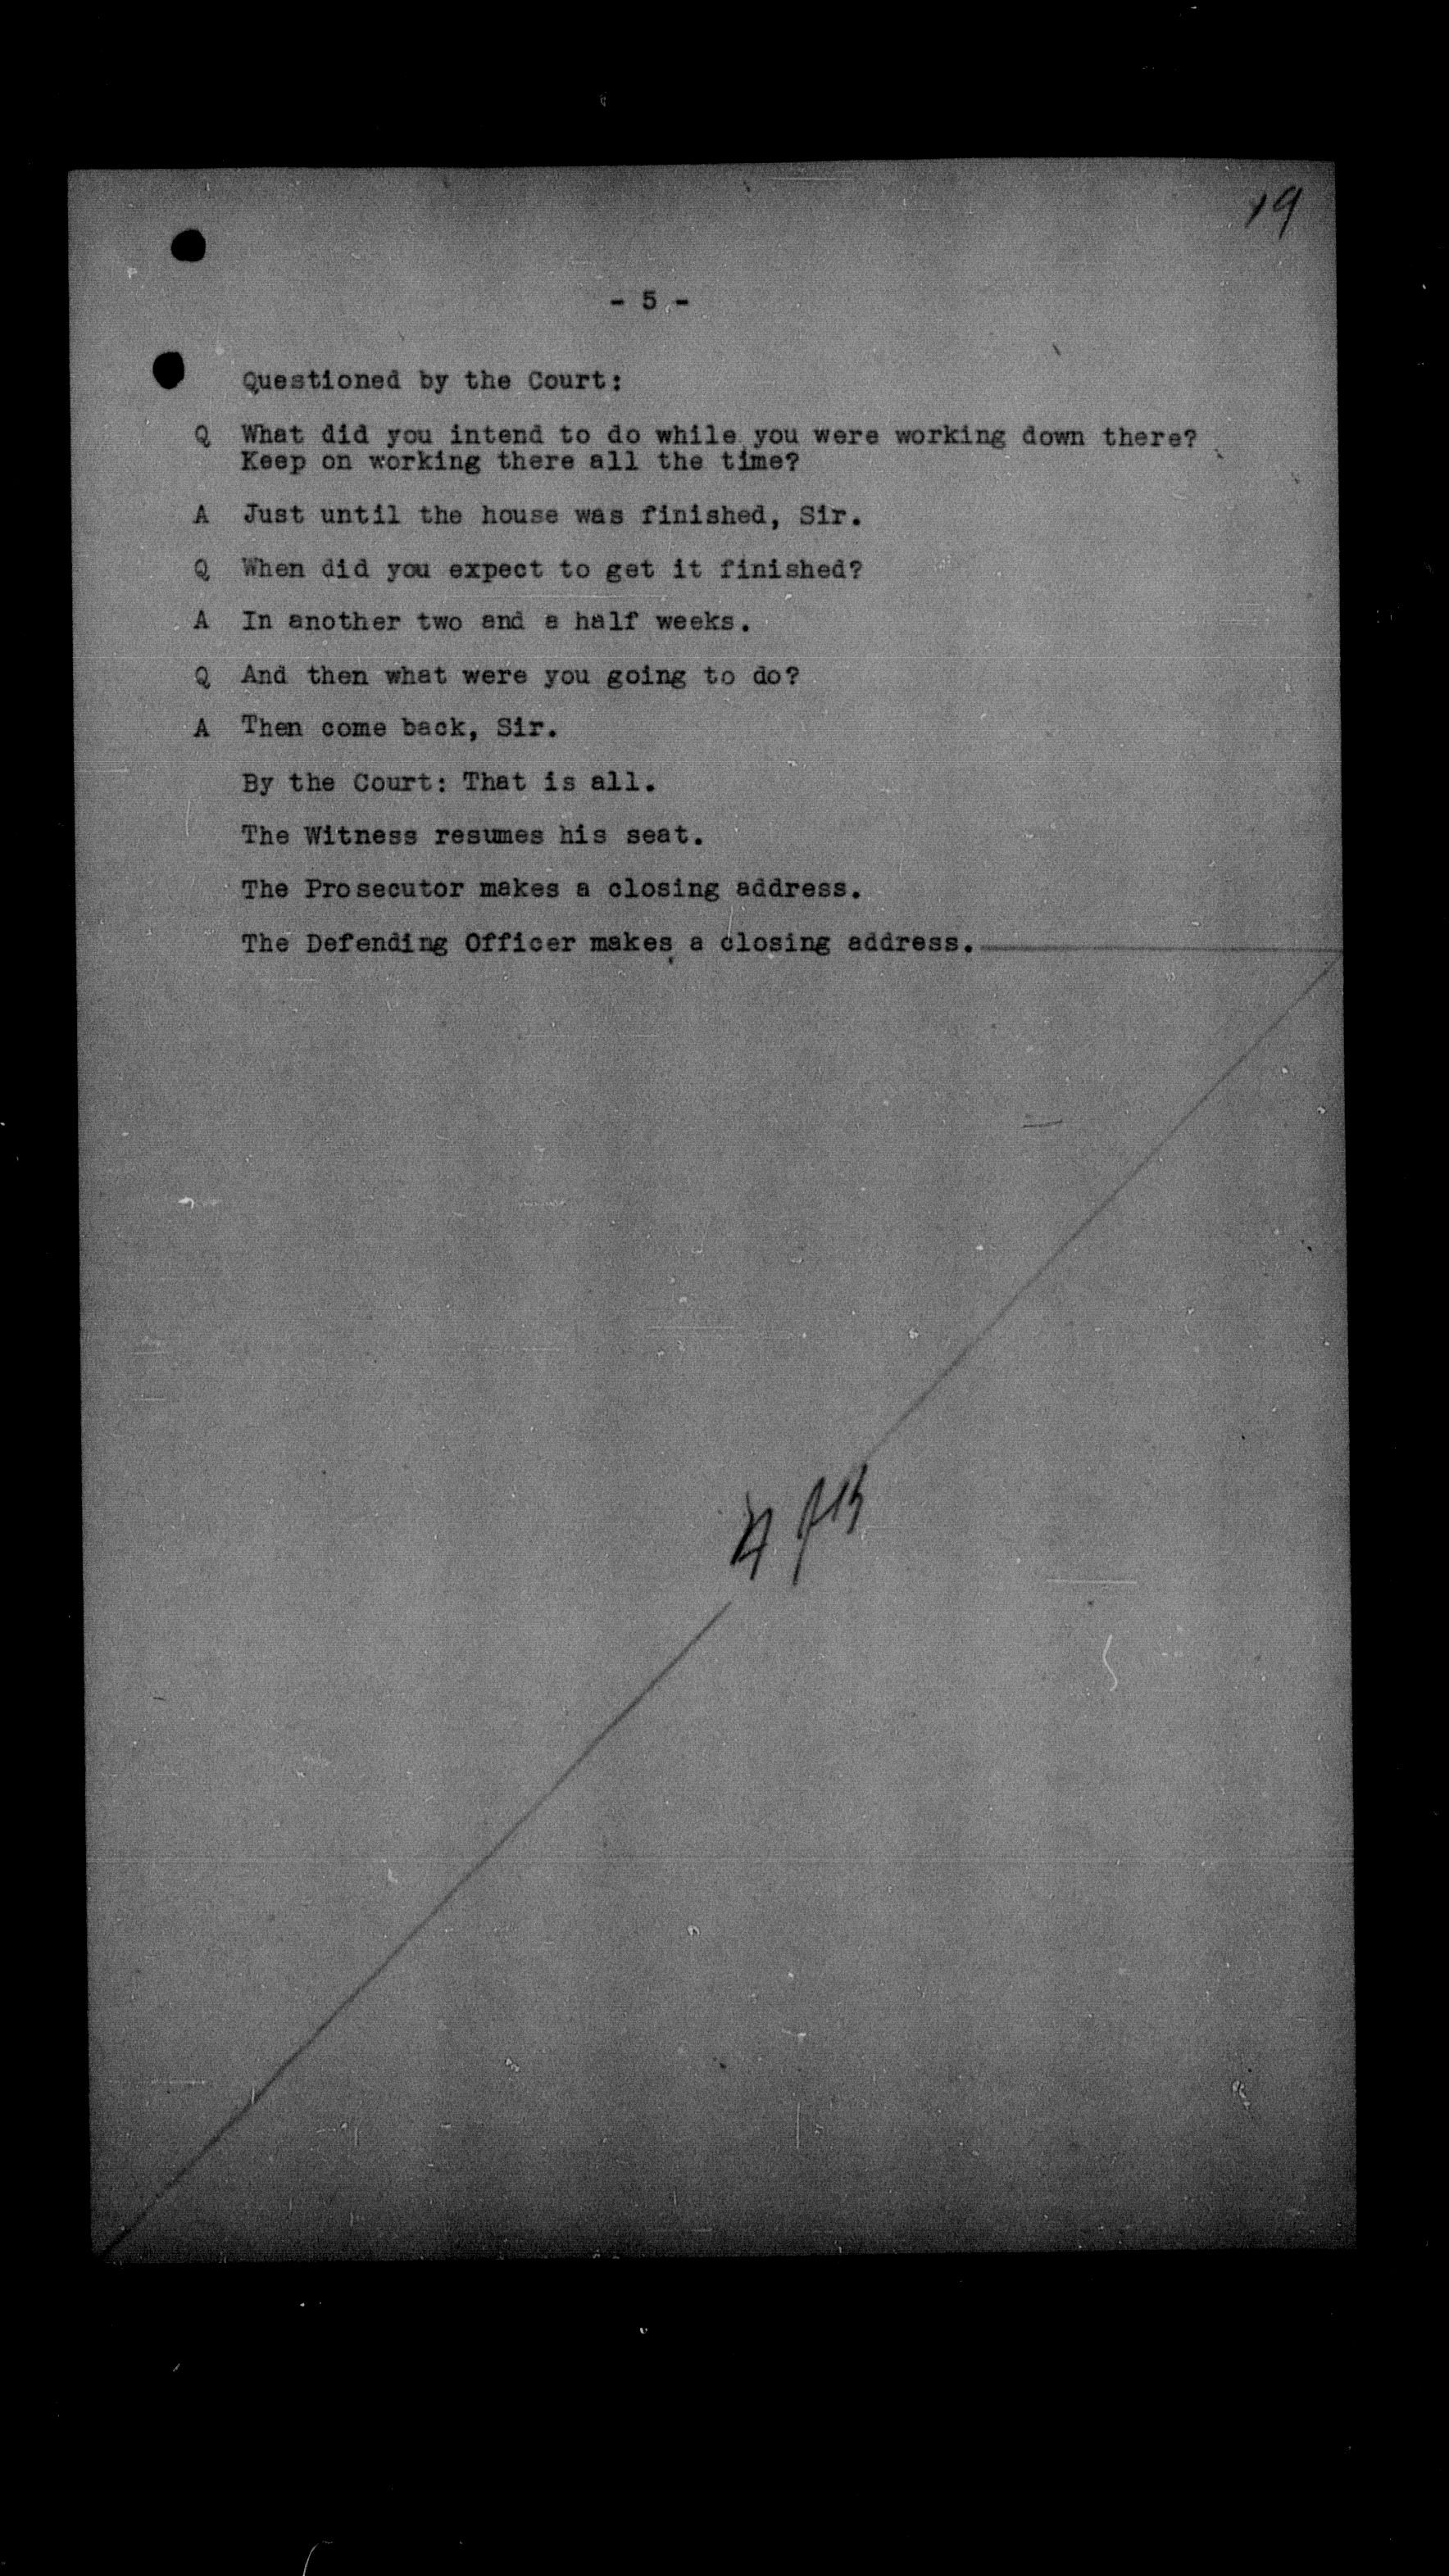 19
- 5 -
Questioned by the Court:
Q What did you intend to do while you were working down there?
Keep on working there all the time?
A Just until the house was finished, Sir.
Q When did you expect to get it finished?
A In another two and a half weeks.
Q And then what were you going to do?
A Then come back, Sir.
By the Court: That is all.
The Witness resumes his seat.
The Prosecutor makes a closing address.
The Defending Officer makes a closing address.